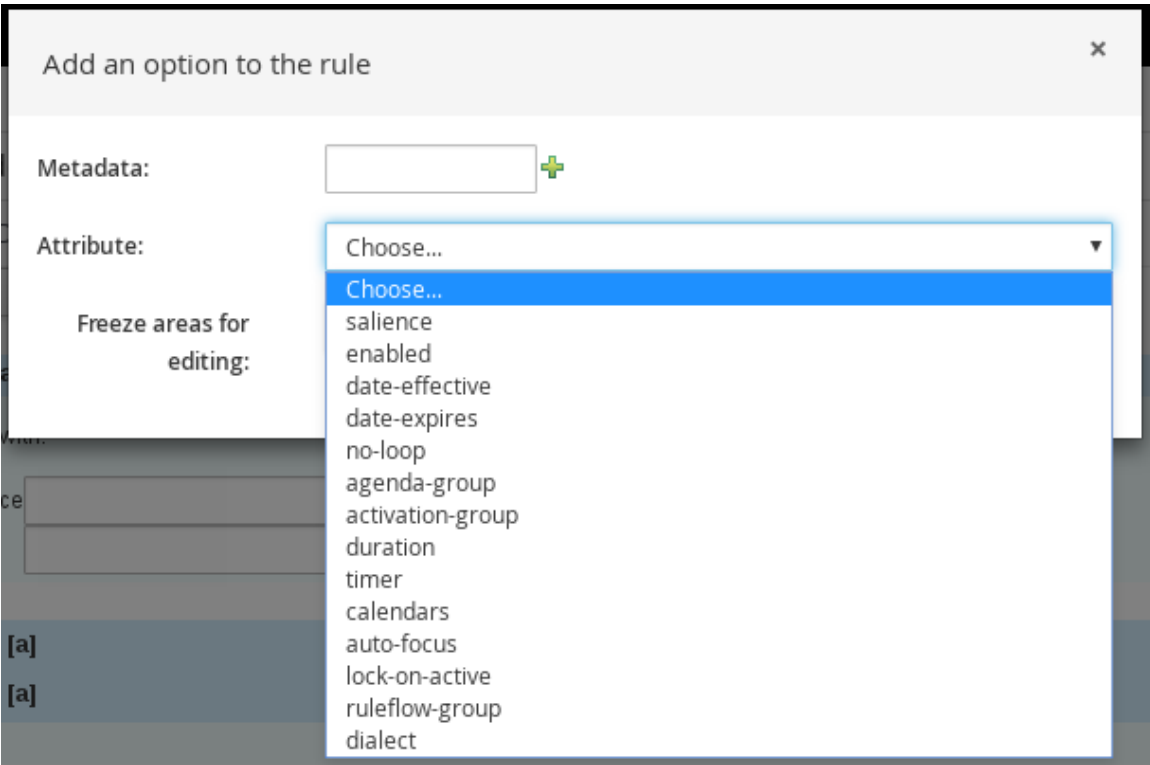 Add an option to the rule ×
Metadata:
Attribute: Choose... ▼
Choose...
Freeze areas for
editing:
salience
enabled
date-effective
date-expires
no-loop
agenda-group
activation-group
duration
timer
calendars
auto-focus
lock-on-active
ruleflow-group
dialect
ce
[a]
[a]